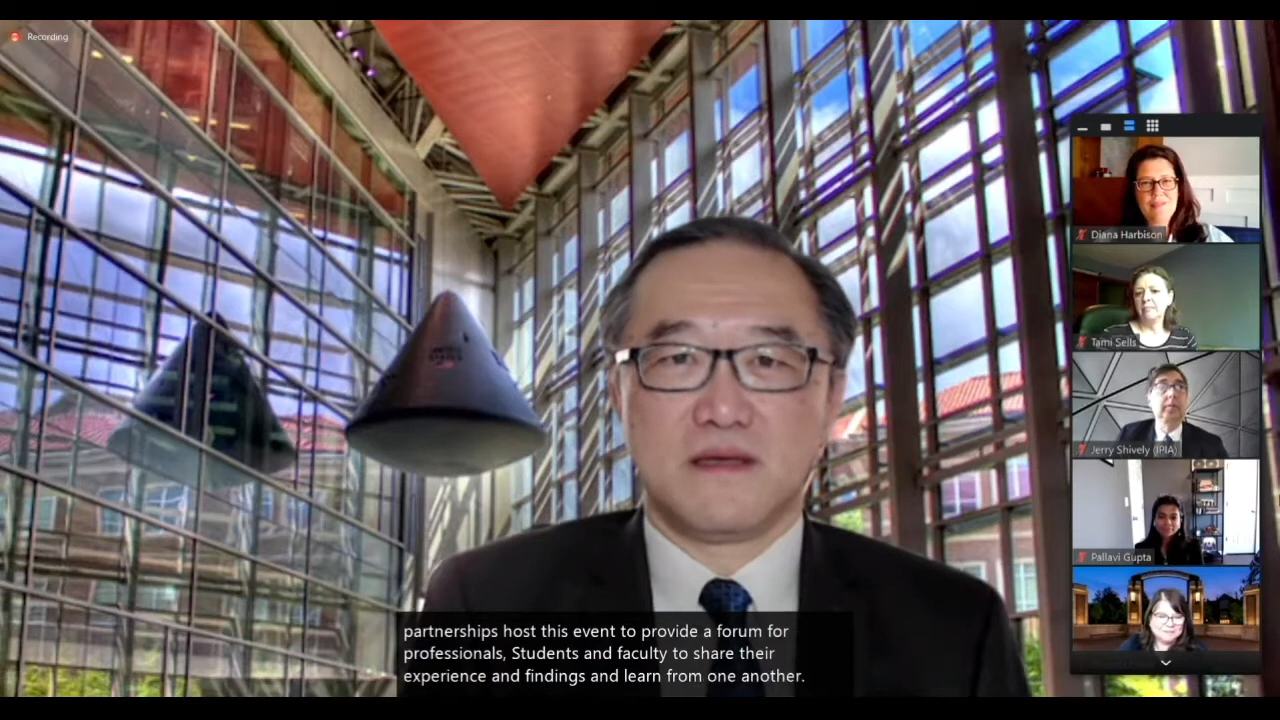 Recording
Diana Harbison
Tami Sells
Jerry Shively (IPIA)
Pallavi Gupta
partnerships host this event to provide a forum for
professionals, Students and faculty to share their
experience and findings and learn from one another.